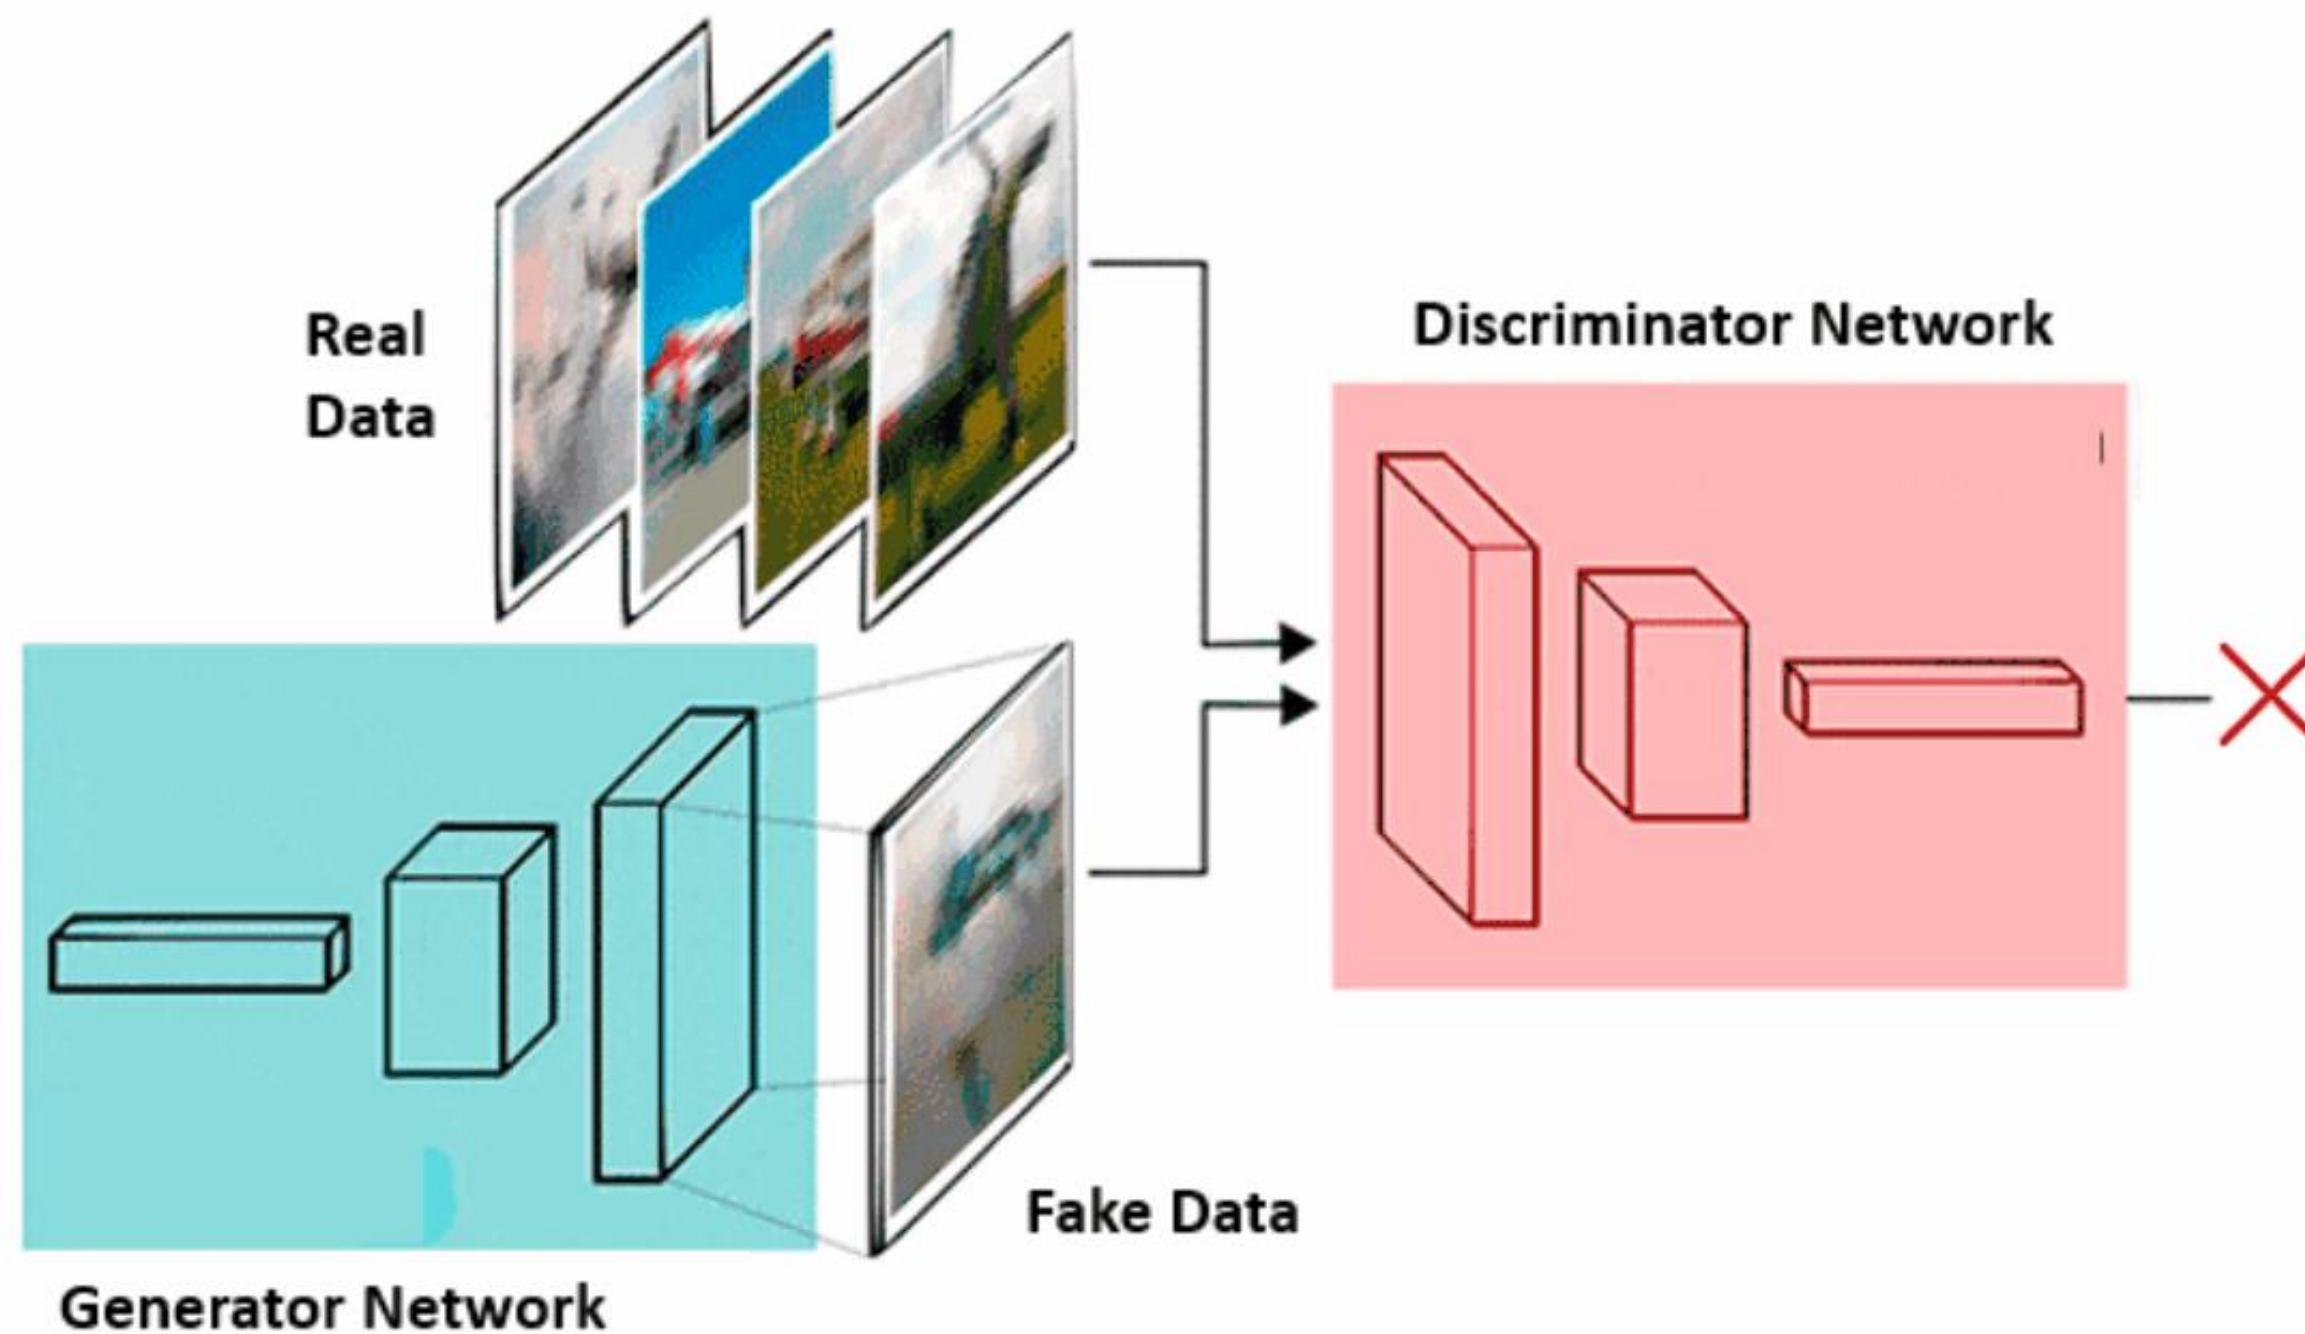 Real
Data
Discriminator Network
Fake Data
Generator Network